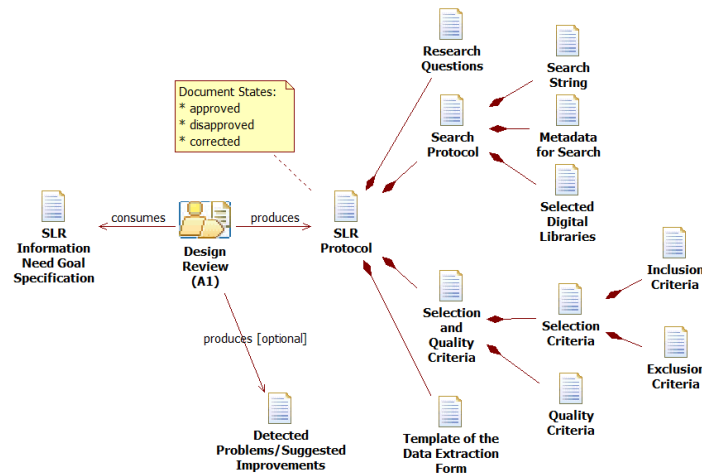 Research
Questions
Search
String
Document States:
* approved
* disapproved
* corrected
Search
Protocol
Metadata
for Search
consumes
produces
SLR
Information
Need Goal
Specification
Design
Review
(A1)
SLR
Protocol
Selected
Digital
Libraries
Inclusion
Criteria
Selection
and
Quality
Criteria
Selection
Criteria
produces [optional]
Exclusion
Criteria
Quality
Criteria
Detected
Problems/Suggested
Improvements
Template of the
Data Extraction
Form